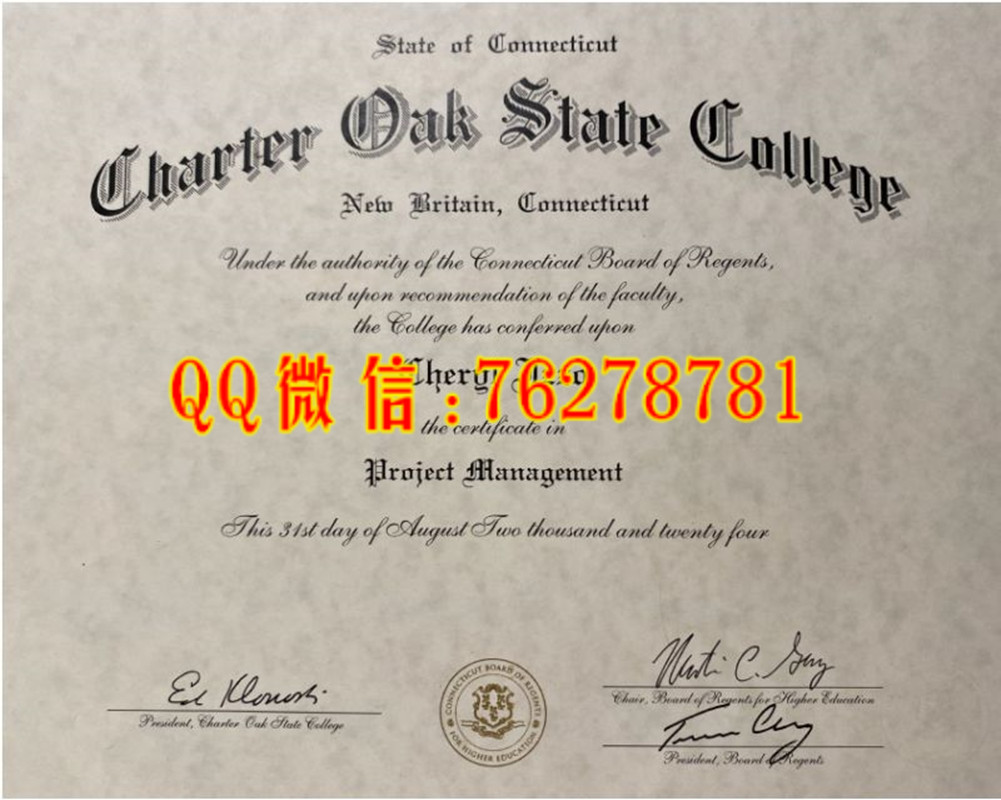 State of Connecticut
Charter Oak State College
New Britain, Connecticut
Under the authority of the Connecticut Board of Regents,
and upon recommendation of the faculty,
the College has conferred upon
Cheryl
QQ微信:76278781
the certificate in
Project Management
This 31st day of August Two thousand and twenty four
Ed Klonoski
President, Charter Oak State College
CONNECTICUT BOARD OF REGENTS
FOR HIGHER EDUCATION
Chair, Board of Regents for Higher Education
President, Board of Regents